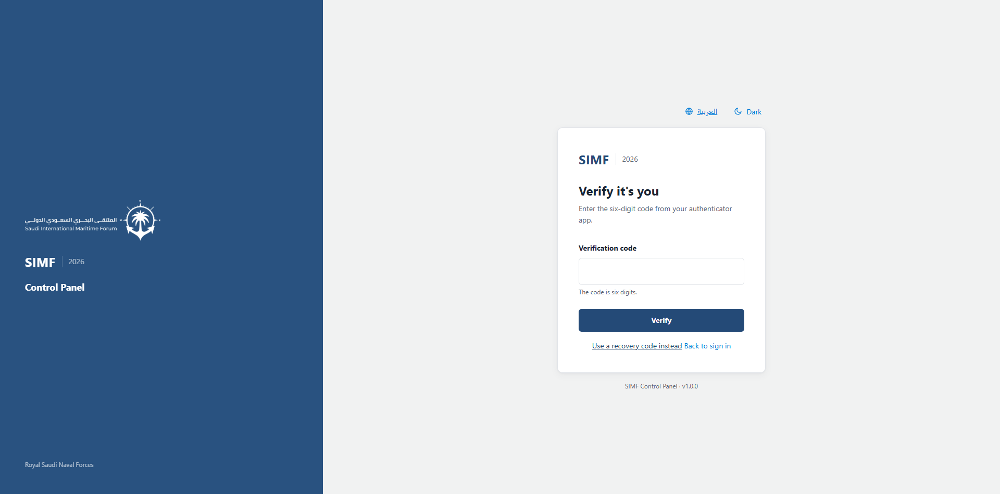 الملتقى البحري السعودي الدولي
Saudi International Maritime Forum
SIMF 2026
Control Panel
Royal Saudi Naval Forces
العربية Dark
SIMF 2026
Verify it's you
Enter the six-digit code from your authenticator
app.
Verification code
The code is six digits.
Verify
Use a recovery code instead Back to sign in
SIMF Control Panel · v1.0.0